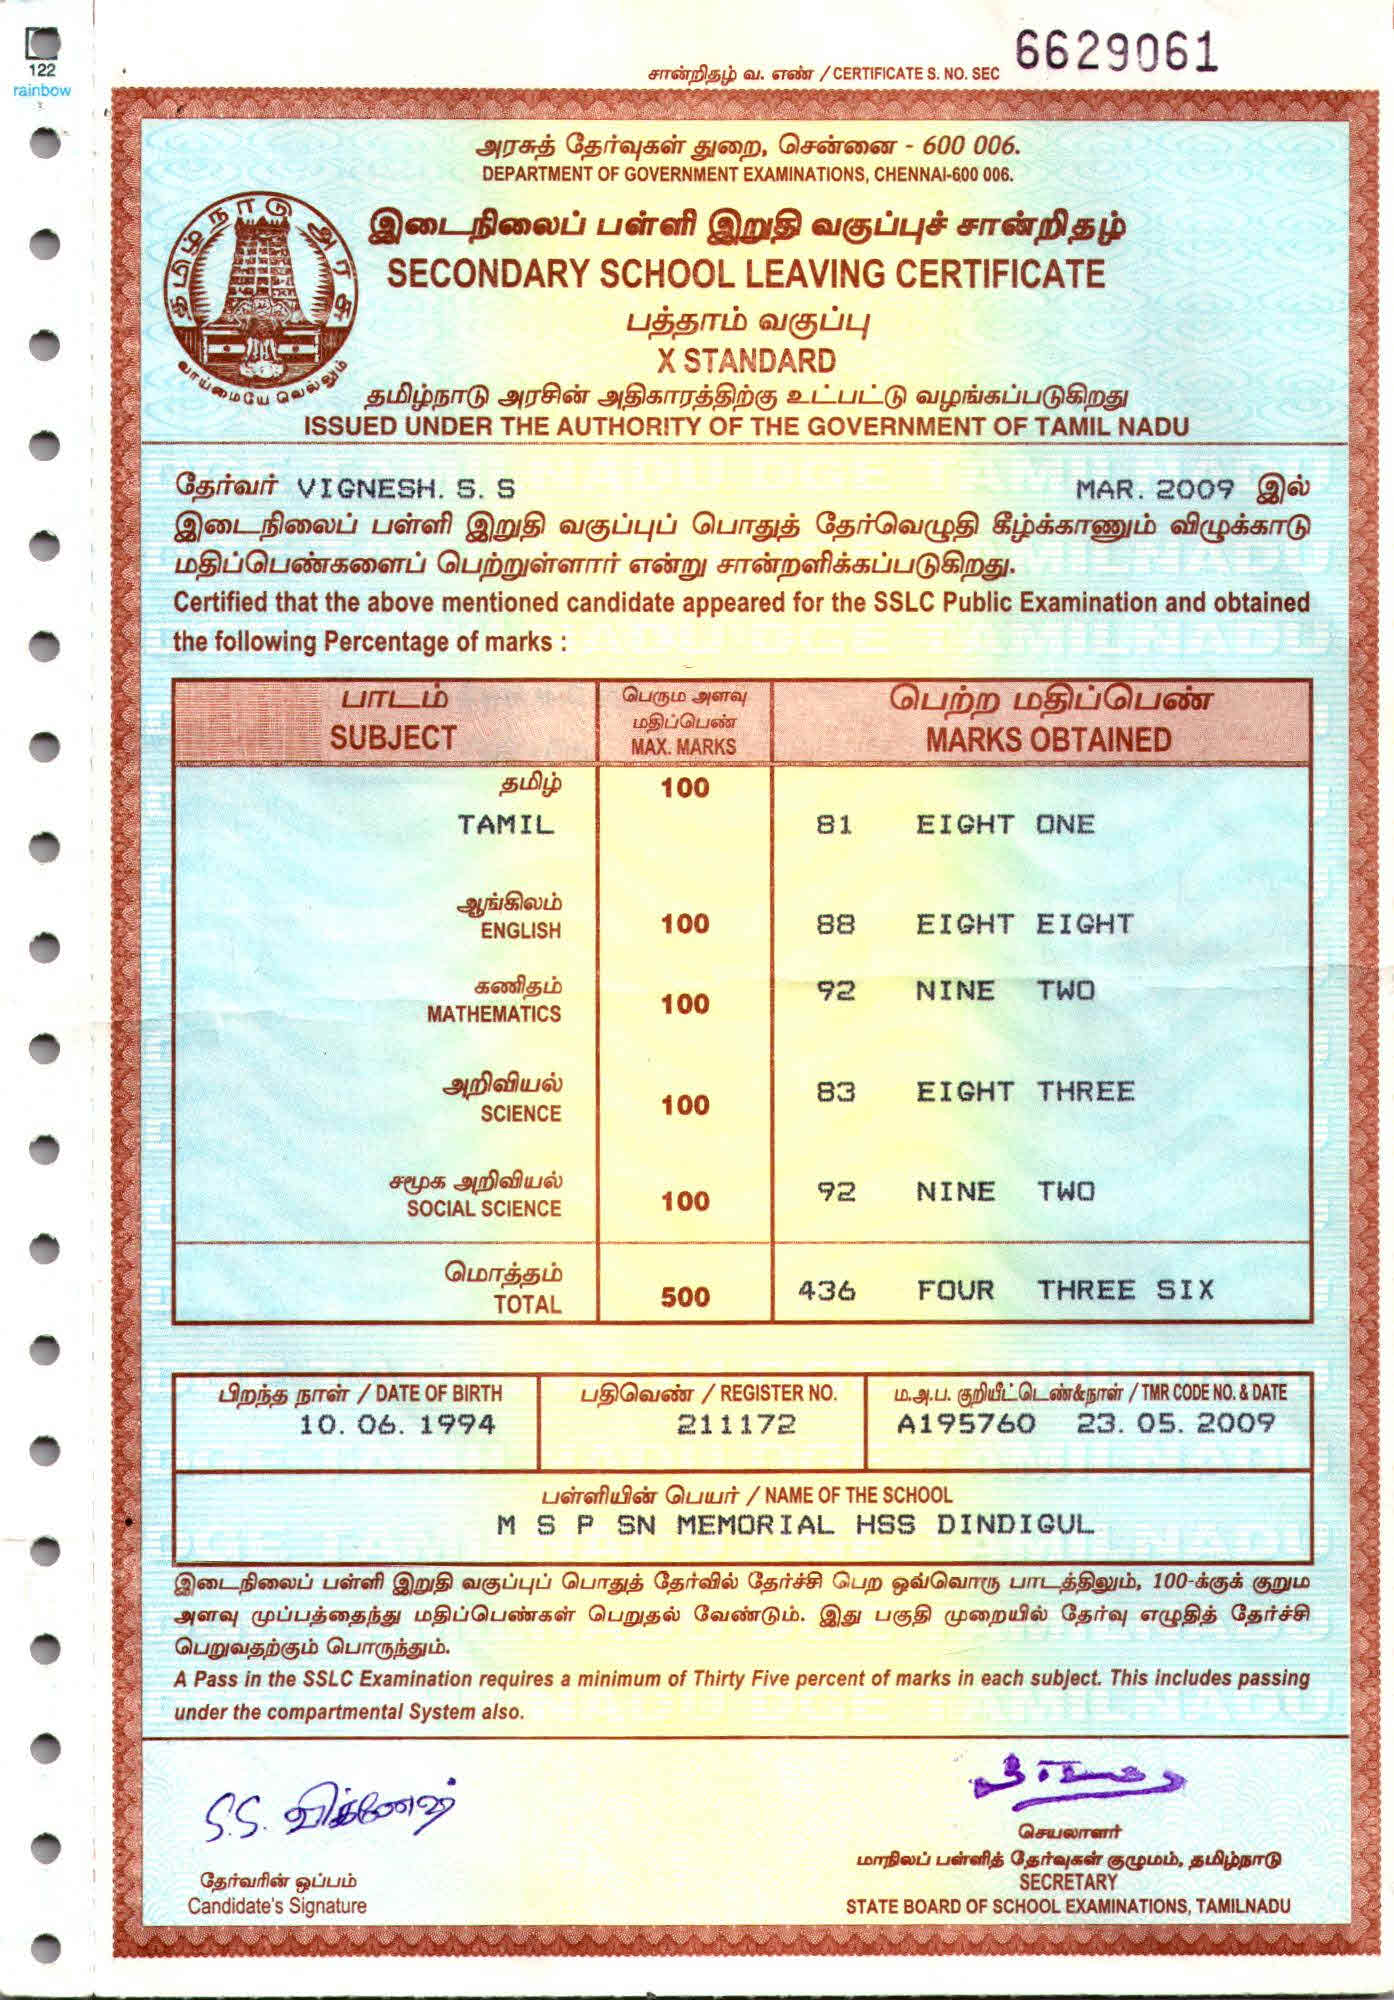 122
rainbow
சான்றிதழ் வ. எண் / CERTIFICATE S. NO. SEC 6629061
அரசுத் தேர்வுகள் துறை, சென்னை - 600 006.
DEPARTMENT OF GOVERNMENT EXAMINATIONS, CHENNAI-600 006.
தமிழ்நாடு அரசு
வாய்மையே வெல்லும்
இடைநிலைப் பள்ளி இறுதி வகுப்புச் சான்றிதழ்
SECONDARY SCHOOL LEAVING CERTIFICATE
பத்தாம் வகுப்பு
X STANDARD
தமிழ்நாடு அரசின் அதிகாரத்திற்கு உட்பட்டு வழங்கப்படுகிறது
ISSUED UNDER THE AUTHORITY OF THE GOVERNMENT OF TAMIL NADU
தேர்வர் VIGNESH. S. S MAR. 2009 இல்
இடைநிலைப் பள்ளி இறுதி வகுப்புப் பொதுத் தேர்வெழுதி கீழ்க்காணும் விழுக்காடு
மதிப்பெண்களைப் பெற்றுள்ளார் என்று சான்றளிக்கப்படுகிறது.
Certified that the above mentioned candidate appeared for the SSLC Public Examination and obtained
the following Percentage of marks :
பாடம் பெரும அளவு பெற்ற மதிப்பெண்
மதிப்பெண்
SUBJECT MAX. MARKS MARKS OBTAINED
தமிழ் 100
TAMIL 81 EIGHT ONE
ஆங்கிலம்
ENGLISH 100 88 EIGHT EIGHT
கணிதம் 92 NINE TWO
MATHEMATICS 100
அறிவியல் 83 EIGHT THREE
SCIENCE 100
சமூக அறிவியல் 92 NINE TWO
SOCIAL SCIENCE 100
மொத்தம் 436 FOUR THREE SIX
TOTAL 500
பிறந்த நாள் / DATE OF BIRTH பதிவெண் / REGISTER NO. ம.அ.ப. குறியீட்டெண்&நாள் / TMR CODE NO. & DATE
10. 06. 1994 211172 A195760 23. 05. 2009
பள்ளியின் பெயர் / NAME OF THE SCHOOL
M S P SN MEMORIAL HSS DINDIGUL
இடைநிலைப் பள்ளி இறுதி வகுப்புப் பொதுத் தேர்வில் தேர்ச்சி பெற ஒவ்வொரு பாடத்திலும், 100-க்குக் குறும
அளவு முப்பத்தைந்து மதிப்பெண்கள் பெறுதல் வேண்டும். இது பகுதி முறையில் தேர்வு எழுதித் தேர்ச்சி
பெறுவதற்கும் பொருந்தும்.
A Pass in the SSLC Examination requires a minimum of Thirty Five percent of marks in each subject. This includes passing
under the compartmental System also.
S.S. விக்னேஷ்
தேர்வரின் ஒப்பம்
Candidate's Signature
செயலாளர்
மாநிலப் பள்ளித் தேர்வுகள் குழுமம், தமிழ்நாடு
SECRETARY
STATE BOARD OF SCHOOL EXAMINATIONS, TAMILNADU